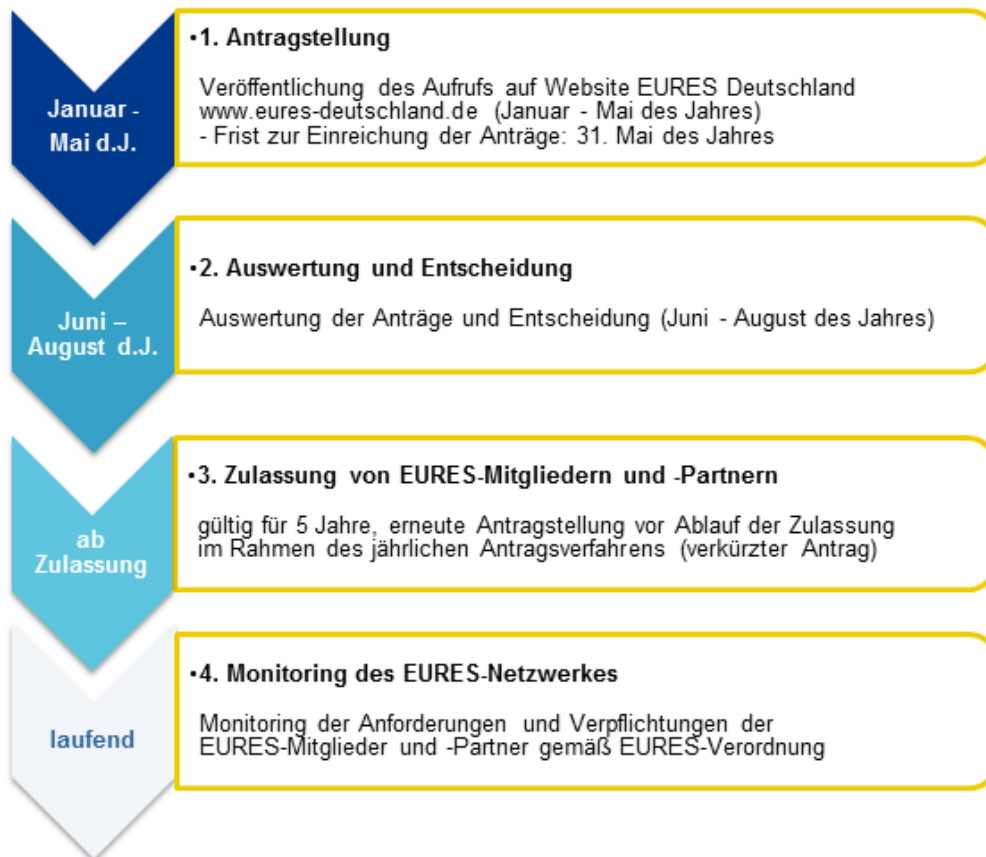 Januar -
Mai d.J.
•1. Antragstellung
Veröffentlichung des Aufrufs auf Website EURES Deutschland
www.eures-deutschland.de (Januar - Mai des Jahres)
- Frist zur Einreichung der Anträge: 31. Mai des Jahres
Juni –
August d.J.
•2. Auswertung und Entscheidung
Auswertung der Anträge und Entscheidung (Juni - August des Jahres)
ab
Zulassung
•3. Zulassung von EURES-Mitgliedern und -Partnern
gültig für 5 Jahre, erneute Antragstellung vor Ablauf der Zulassung
im Rahmen des jährlichen Antragsverfahrens (verkürzter Antrag)
laufend
•4. Monitoring des EURES-Netzwerkes
Monitoring der Anforderungen und Verpflichtungen der
EURES-Mitglieder und -Partner gemäß EURES-Verordnung